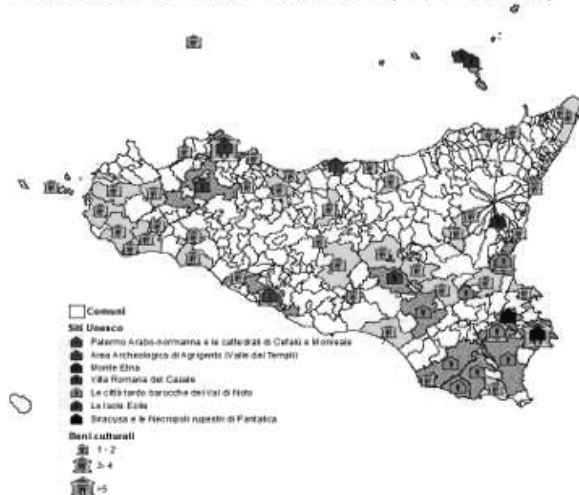 Comuni
Siti Unesco
Palermo Arabo-normanna e le cattedrali di Cefalù e Monreale
Area Archeologica di Agrigento (Valle dei Templi)
Monte Etna
Villa Romana del Casale
Le città tardo barocche del Val di Noto
Le Isole Eolie
Siracusa e le Necropoli rupestri di Pantalica
Beni culturali
1 - 2
3- 4
>5